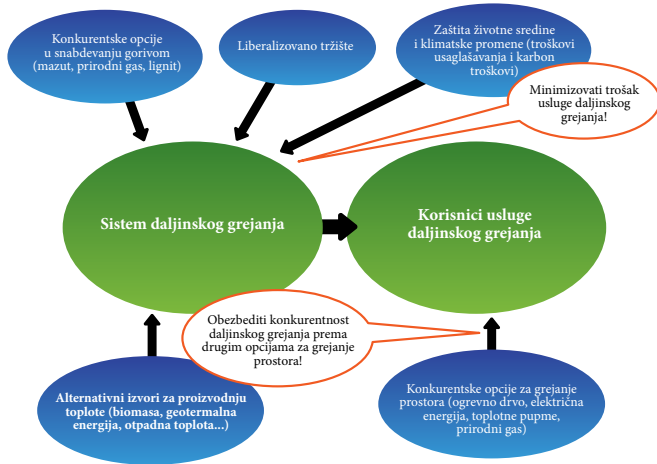 Konkurentske opcije
u snabdevanju gorivom
(mazut, prirodni gas, lignit)
Liberalizovano tržište
Zaštita životne sredine
i klimatske promene (troškovi
usaglašavanja i karbon
troškovi)
Minimizovati trošak
usluge daljinskog
grejanja!
Sistem daljinskog grejanja
Korisnici usluge
daljinskog grejanja
Obezbediti konkurentnost
daljinskog grejanja prema
drugim opcijama za grejanje
prostora!
Alternativni izvori za proizvodnju
toplote (biomasa, geotermalna
energija, otpadna toplota...)
Konkurentske opcije za grejanje
prostora (ogrevno drvo, električna
energija, toplotne pupme,
prirodni gas)